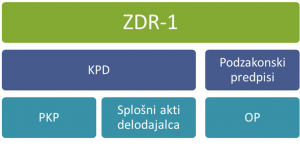 ZDR-1
KPD
Podzakonski
predpisi
PKP
Splošni akti
delodajalca
OP